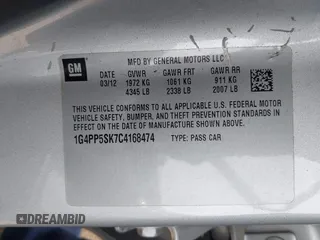 GM
MFD BY GENERAL MOTORS LLC
DATE GVWR GAWR FRT GAWR RR
03/12 1972 KG 1061 KG 911 KG
4345 LB 2338 LB 2007 LB
THIS VEHICLE CONFORMS TO ALL APPLICABLE U.S. FEDERAL MOTOR
VEHICLE SAFETY, BUMPER, AND THEFT PREVENTION STANDARDS IN
EFFECT ON THE DATE OF MANUFACTURE SHOWN ABOVE.
1G4PP5SK7C4168474 TYPE: PASS CAR
DREAMBID